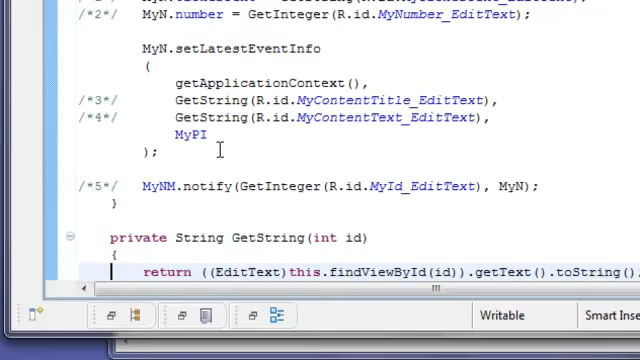 /*2*/ MyN.number = GetInteger(R.id.MyNumber_EditText);
MyN.setLatestEventInfo
(
getApplicationContext(),
/*3*/ GetString(R.id.MyContentTitle_EditText),
/*4*/ GetString(R.id.MyContentText_EditText),
MyPI
);
/*5*/ MyNM.notify(GetInteger(R.id.MyId_EditText), MyN);
}
private String GetString(int id)
{
return ((EditText)this.findViewById(id)).getText().toString()
Writable Smart Inse